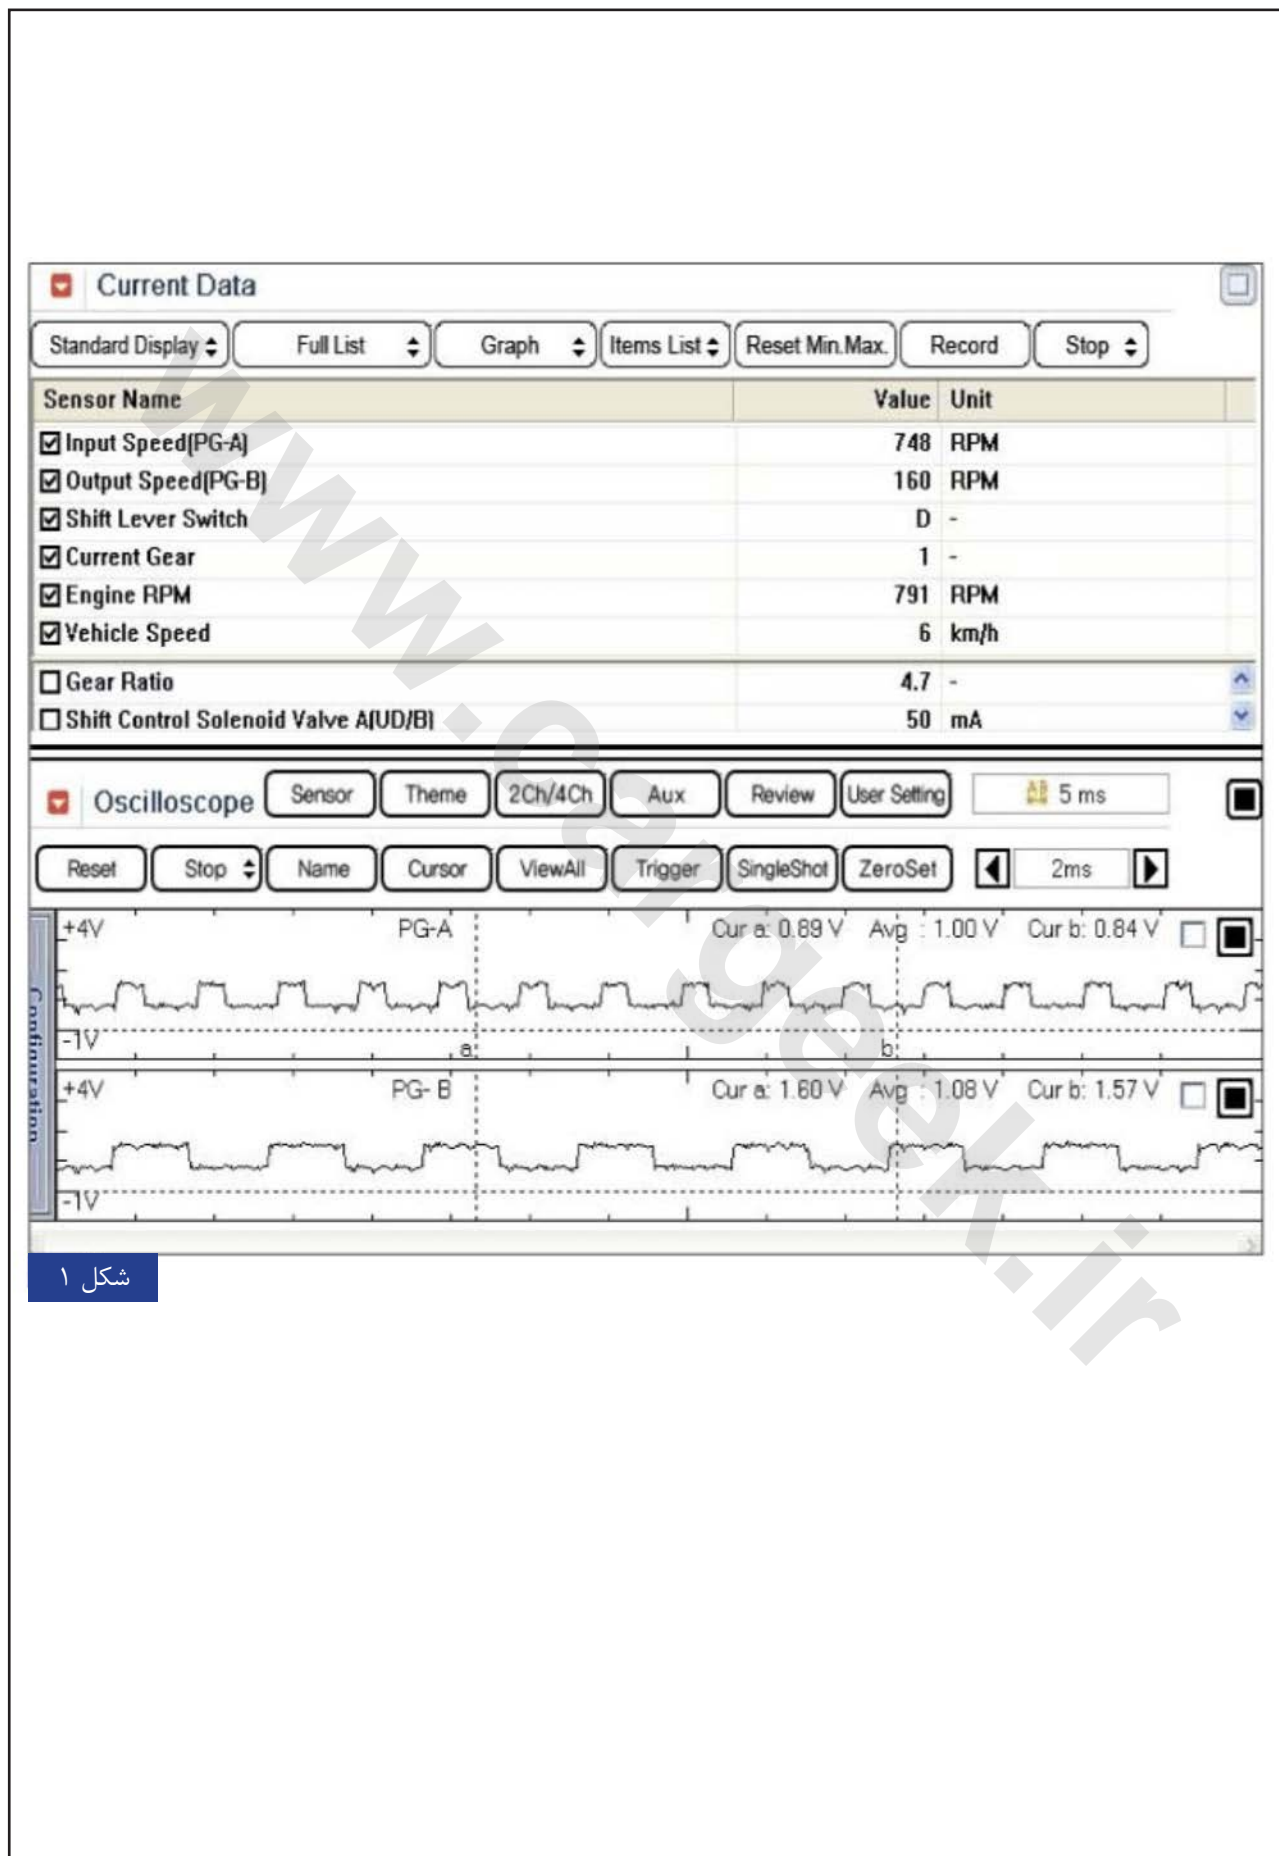 Current Data
Standard Display Full List Graph Items List Reset Min.Max. Record Stop
Sensor Name Value Unit
Input Speed(PG-A) 748 RPM
Output Speed(PG-B) 160 RPM
Shift Lever Switch D -
Current Gear 1 -
Engine RPM 791 RPM
Vehicle Speed 6 km/h
Gear Ratio 4.7 -
Shift Control Solenoid Valve A(UD/B) 50 mA
Oscilloscope Sensor Theme 2Ch/4Ch Aux Review User Setting 5 ms
Reset Stop Name Cursor ViewAll Trigger SingleShot ZeroSet 2ms
Configuration
+4V PG-A Cur a: 0.89 V Avg : 1.00 V Cur b: 0.84 V
-1V a b
+4V PG- B Cur a: 1.60 V Avg : 1.08 V Cur b: 1.57 V
-1V
شکل ۱
www.cargeek.ir